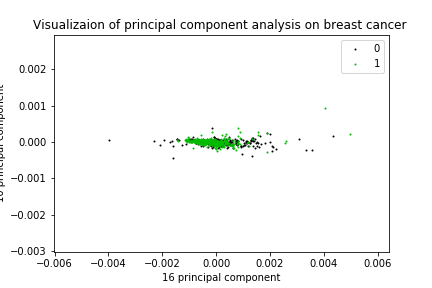 Visualizaion of principal component analysis on breast cancer
0
1
0.002
0.001
0.000
−0.001
−0.002
−0.003
principal component
−0.006 −0.004 −0.002 0.000 0.002 0.004 0.006
16 principal component